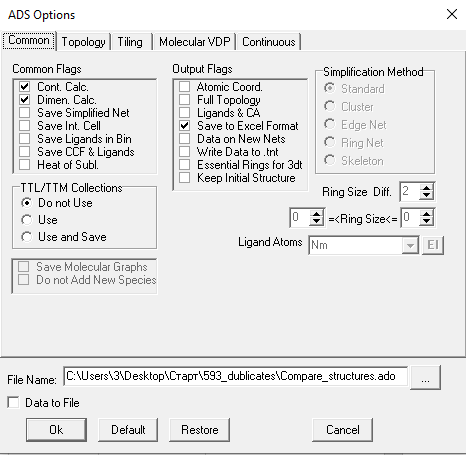 ADS Options
Common Topology Tiling Molecular VDP Continuous
Common Flags
Cont. Calc.
Dimen. Calc.
Save Simplified Net
Save Int. Cell
Save Ligands in Bin
Save CCF & Ligands
Heat of Subl.
Output Flags
Atomic Coord.
Full Topology
Ligands & CA
Save to Excel Format
Data on New Nets
Write Data to .tnt
Essential Rings for 3dt
Keep Initial Structure
Simplification Method
Standard
Cluster
Edge Net
Ring Net
Skeleton
TTL/TTM Collections
Do not Use
Use
Use and Save
Ring Size Diff. 2
0 =<Ring Size<= 0
Ligand Atoms Nm El
Save Molecular Graphs
Do not Add New Species
File Name: C:\Users\3\Desktop\Старт\593_dublicates\Compare_structures.ado ...
Data to File
Ok Default Restore Cancel